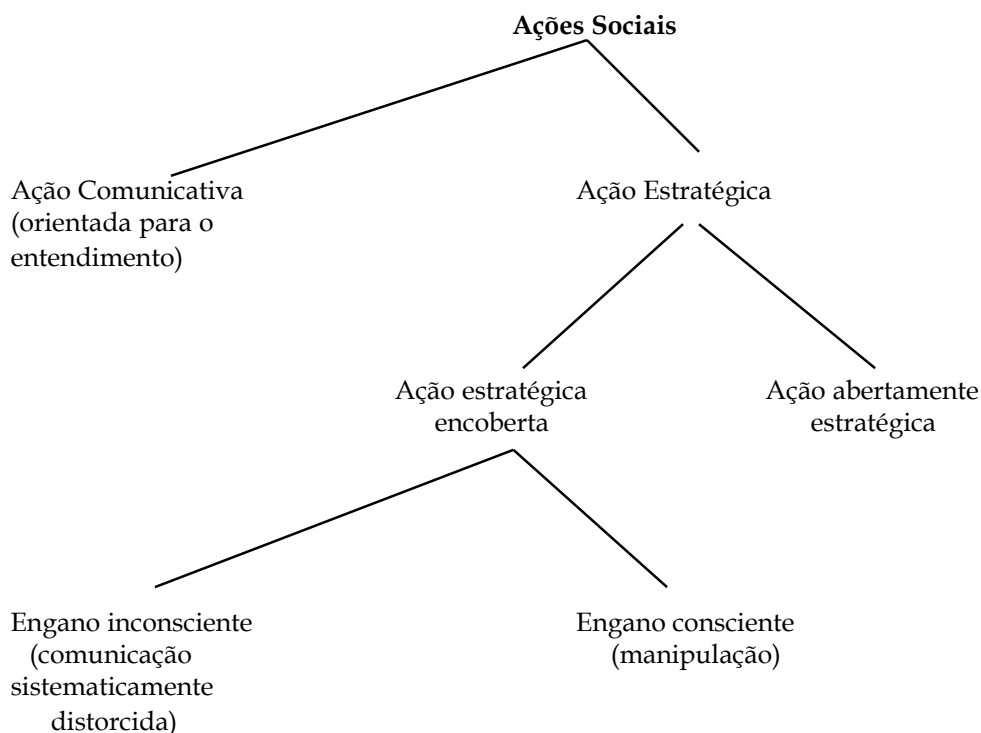 Ações Sociais
Ação Comunicativa
(orientada para o
entendimento)
Ação Estratégica
Ação estratégica
encoberta
Ação abertamente
estratégica
Engano inconsciente
(comunicação
sistematicamente
distorcida)
Engano consciente
(manipulação)